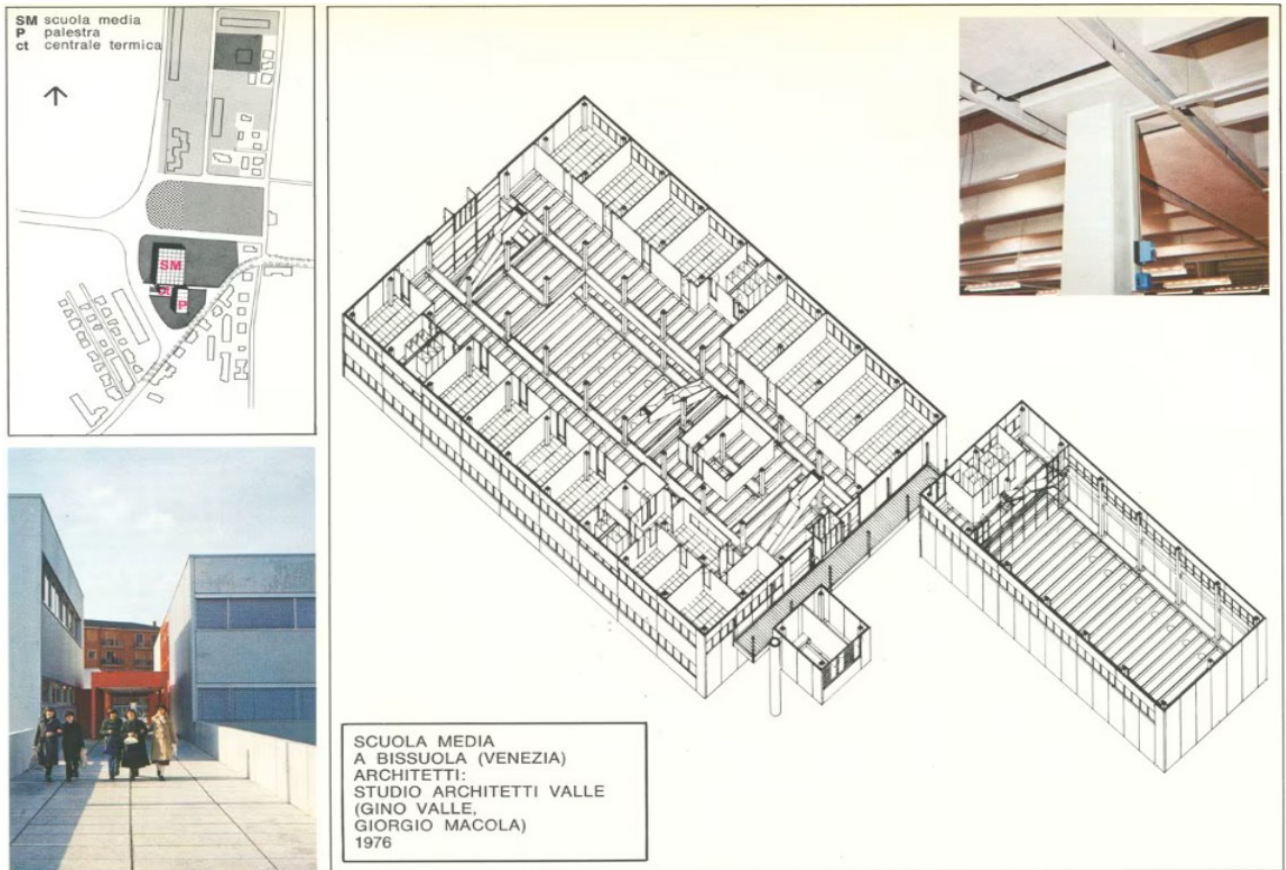 SM scuola media
P palestra
ct centrale termica
SM
ct
P
SCUOLA MEDIA
A BISSUOLA (VENEZIA)
ARCHITETTI:
STUDIO ARCHITETTI VALLE
(GINO VALLE,
GIORGIO MACOLA)
1976